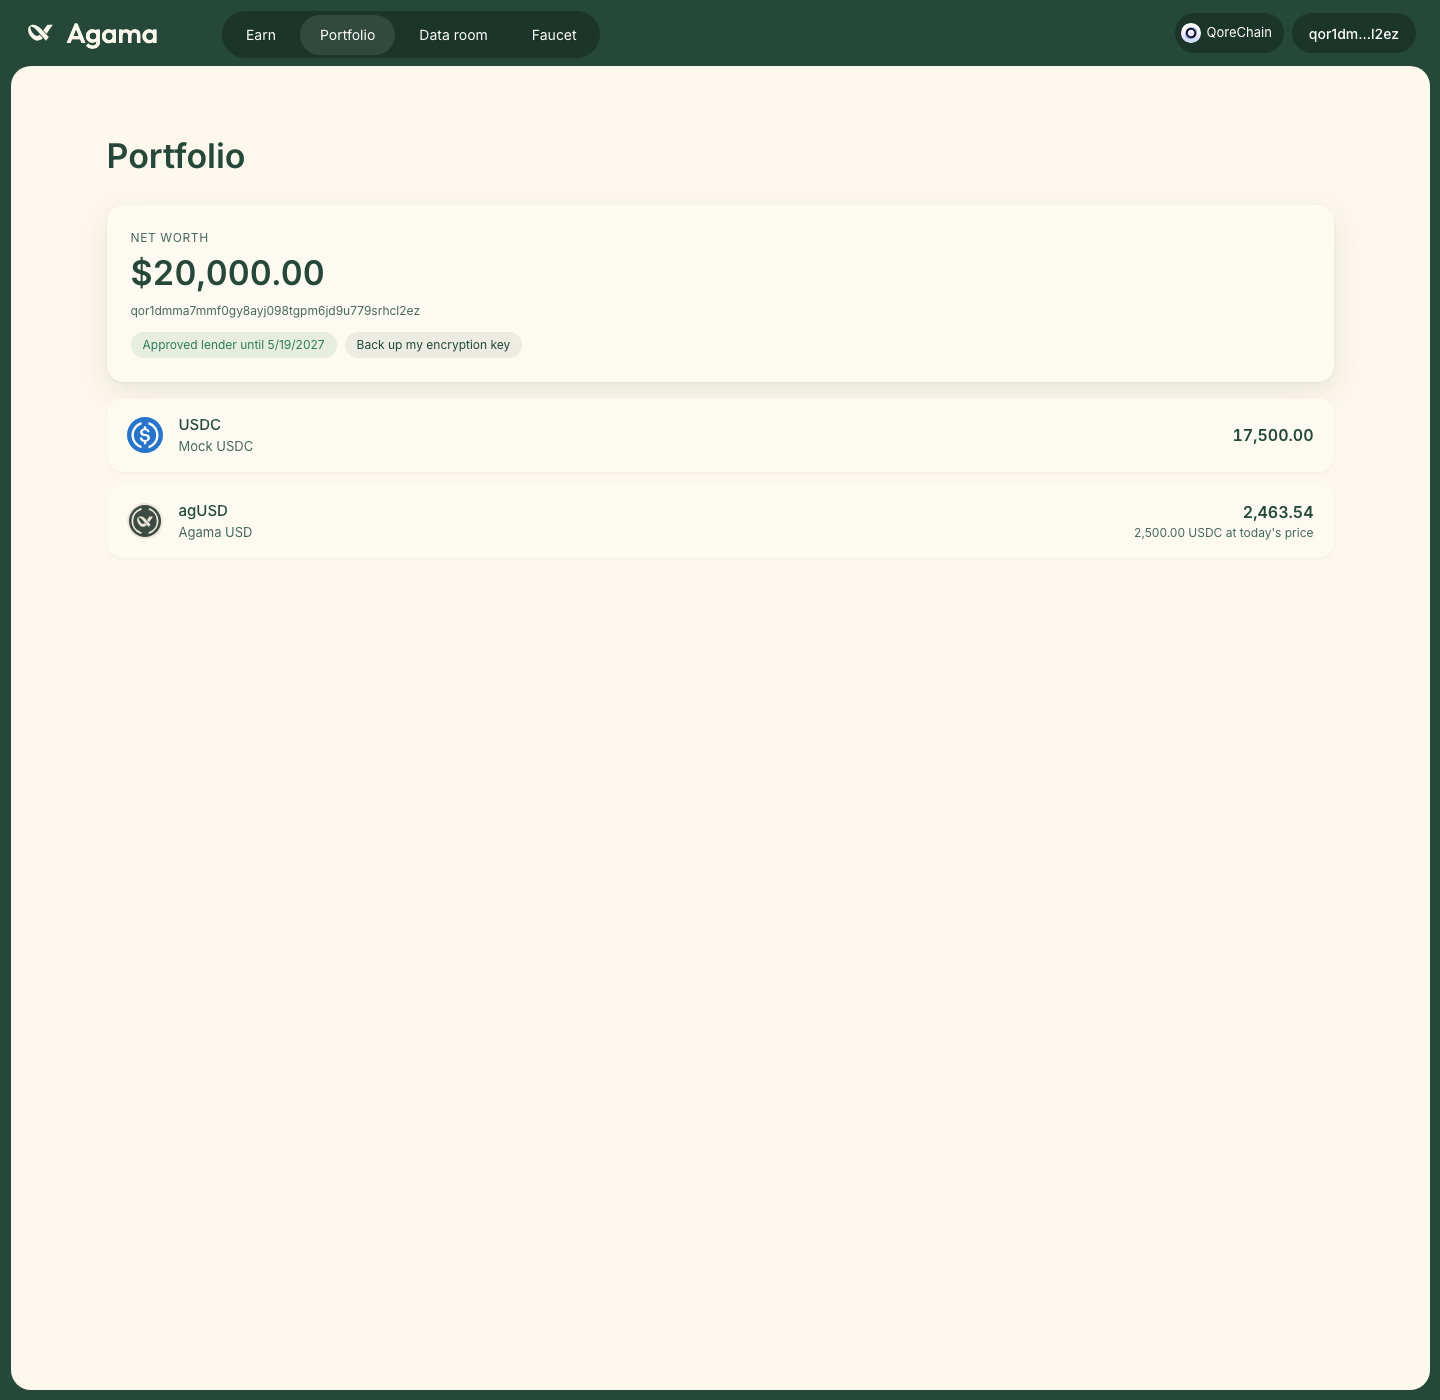 Agama
Earn
Portfolio
Data room
Faucet
QoreChain
qor1dm...l2ez
Portfolio
NET WORTH
$20,000.00
qor1dmma7mmf0gy8ayj098tgpm6jd9u779srhcl2ez
Approved lender until 5/19/2027
Back up my encryption key
USDC
Mock USDC
17,500.00
agUSD
Agama USD
2,463.54
2,500.00 USDC at today's price